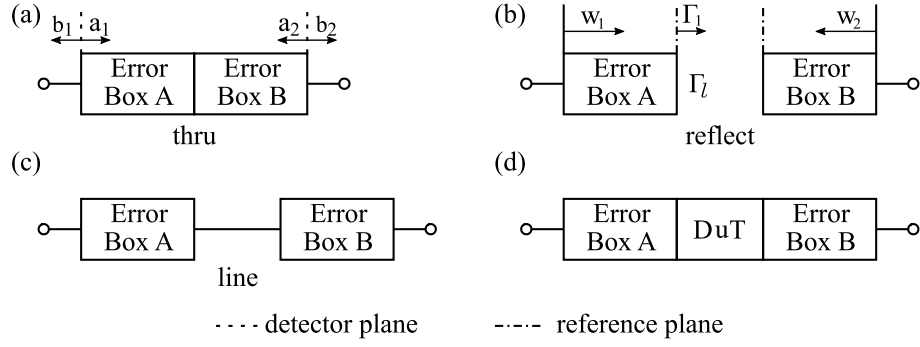 (a)
b₁ a₁ a₂ b₂
Error Box A
Error Box B
thru
(b)
w₁ Γ₁ w₂
Error Box A
Γₗ
Error Box B
reflect
(c)
Error Box A
Error Box B
line
(d)
Error Box A
DuT
Error Box B
detector plane
reference plane